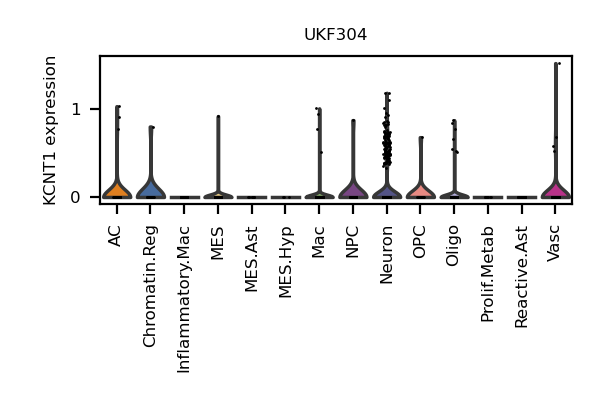 UKF304
KCNT1 expression
1
0
AC
Chromatin.Reg
Inflammatory.Mac
MES
MES.Ast
MES.Hyp
Mac
NPC
Neuron
OPC
Oligo
Prolif.Metab
Reactive.Ast
Vasc